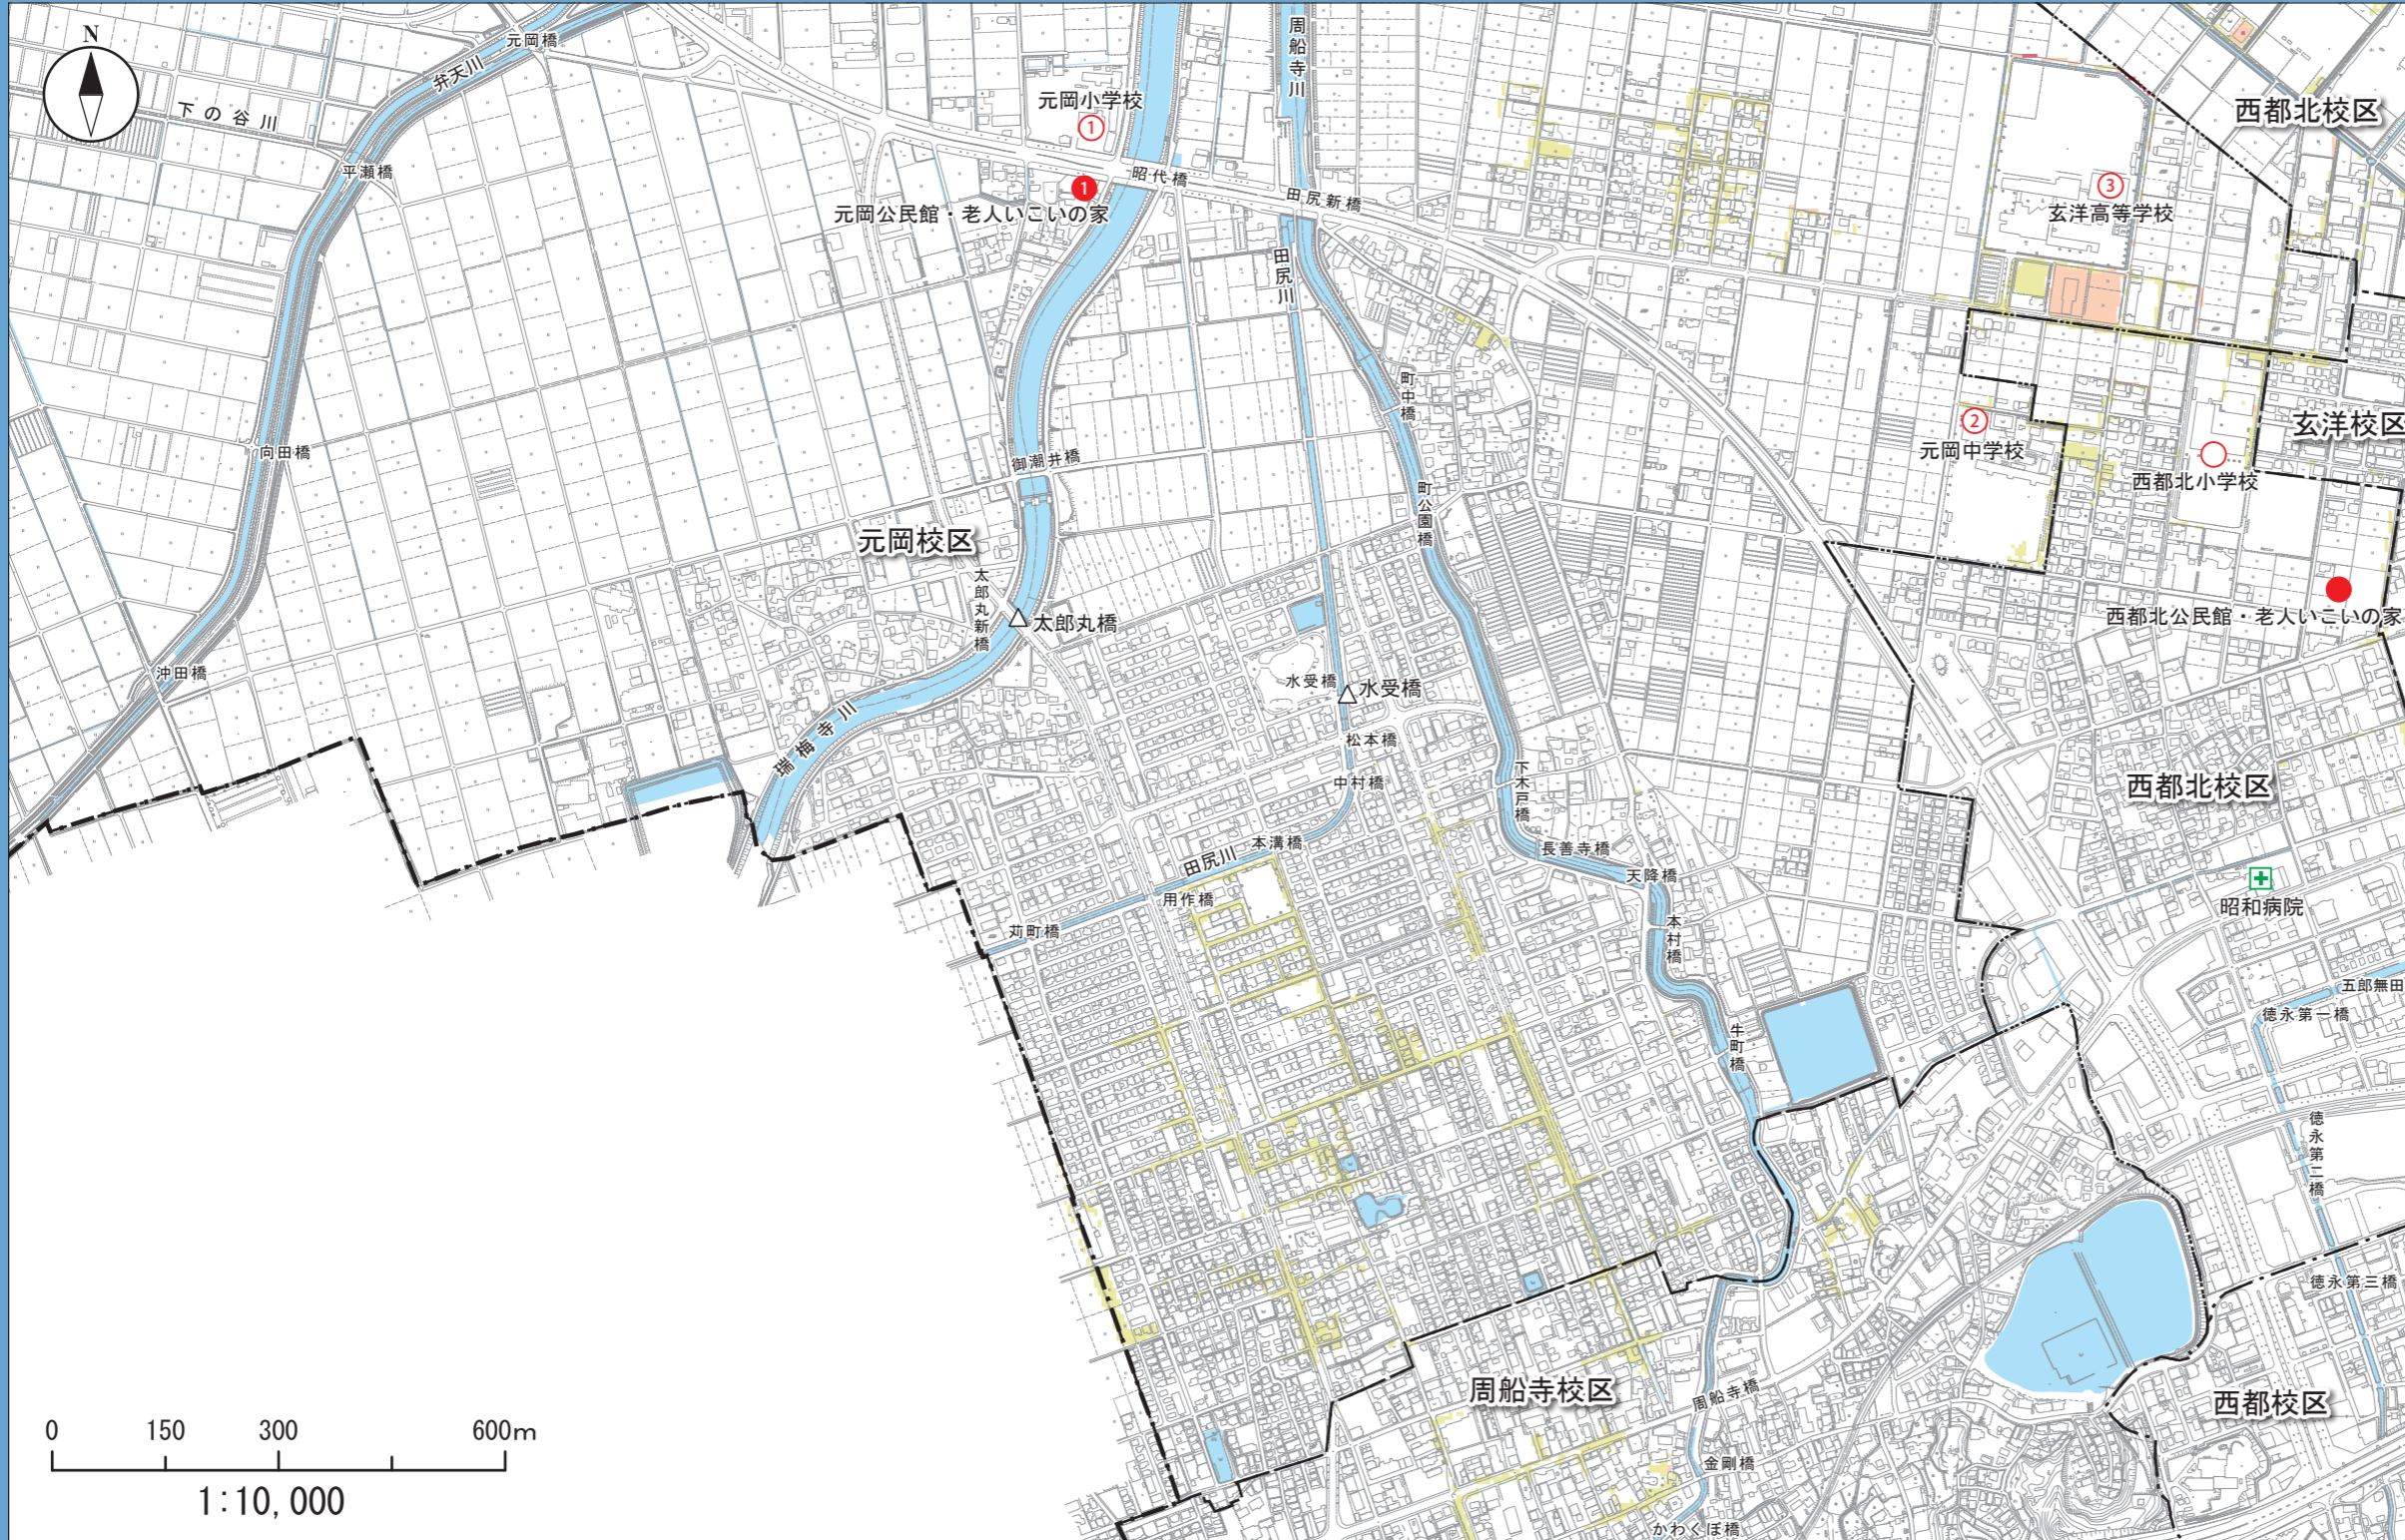 N
元岡橋
弁天川
下の谷川
平瀬橋
元岡小学校
1
周船寺川
昭代橋
田尻新橋
1
元岡公民館・老人いこいの家
田尻川
西都北校区
3
玄洋高等学校
町中橋
2
元岡中学校
玄洋校区
西都北小学校
向田橋
御潮井橋
町公園橋
元岡校区
太郎丸新橋
太郎丸橋
西都北公民館・老人いこいの家
沖田橋
水受橋
水受橋
瑞梅寺川
松本橋
中村橋
下木戸橋
西都北校区
本溝橋
田尻川
長善寺橋
天降橋
用作橋
苅町橋
本村橋
昭和病院
五郎無田
徳永第一橋
牛町橋
徳永第二橋
徳永第三橋
周船寺校区
周船寺橋
西都校区
金剛橋
かわくぼ橋
0 150 300 600m
1:10,000